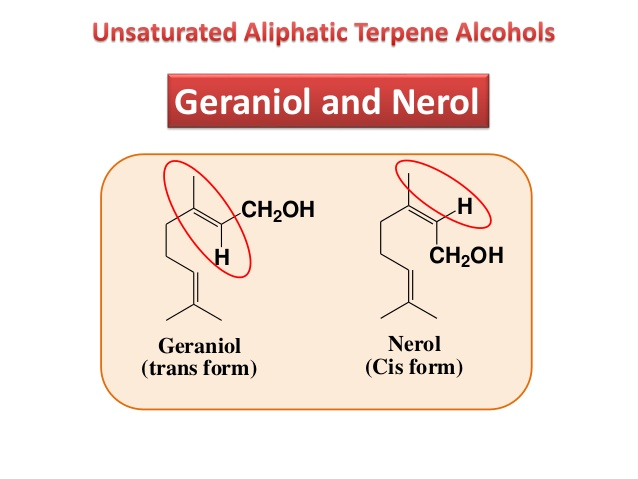 Unsaturated Aliphatic Terpene Alcohols
Geraniol and Nerol
CH₂OH
H
H
CH₂OH
Geraniol
(trans form)
Nerol
(Cis form)